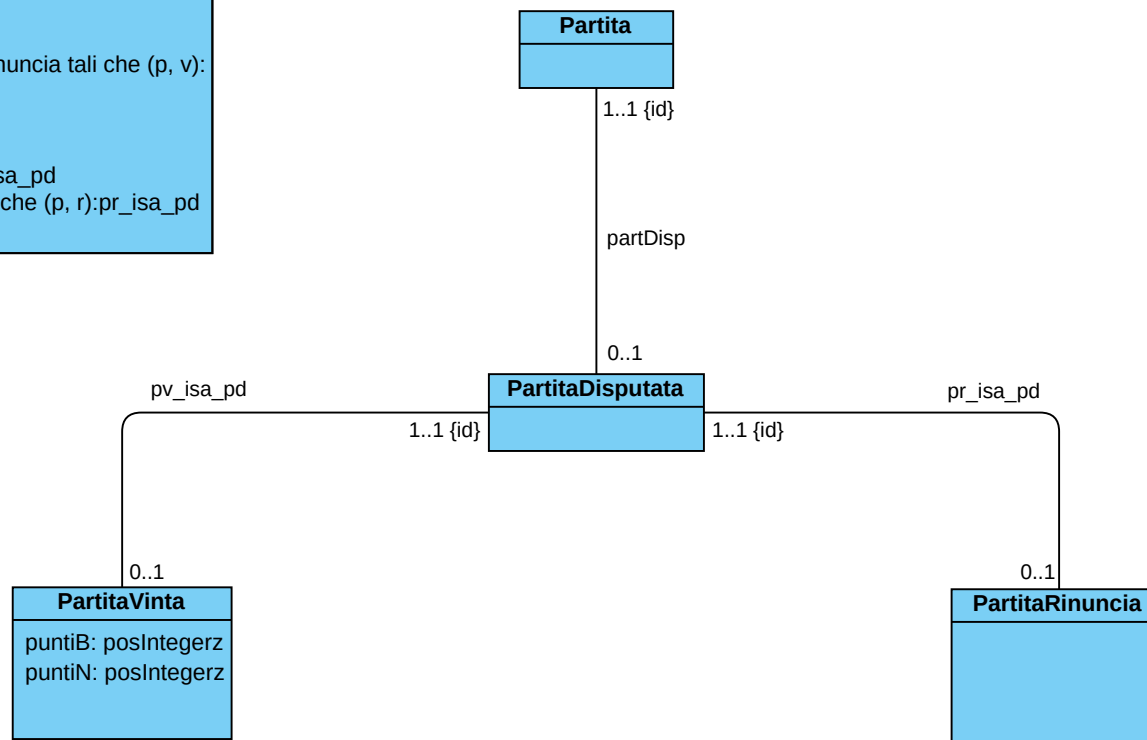 nuncia tali che (p, v):
sa_pd
che (p, r):pr_isa_pd
Partita
1..1 {id}
partDisp
0..1
PartitaDisputata
pv_isa_pd
pr_isa_pd
1..1 {id}
1..1 {id}
0..1
0..1
PartitaVinta
puntiB: posIntegerz
puntiN: posIntegerz
PartitaRinuncia